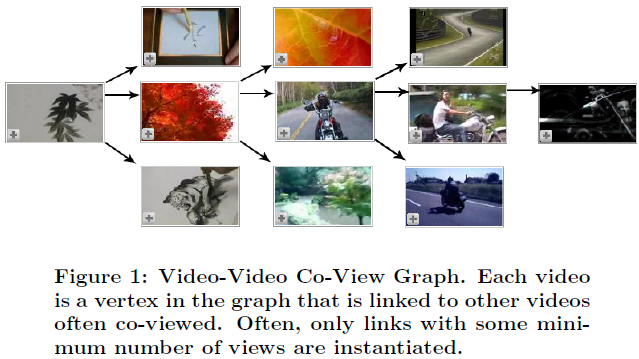 Figure 1: Video-Video Co-View Graph. Each video
is a vertex in the graph that is linked to other videos
often co-viewed. Often, only links with some mini-
mum number of views are instantiated.